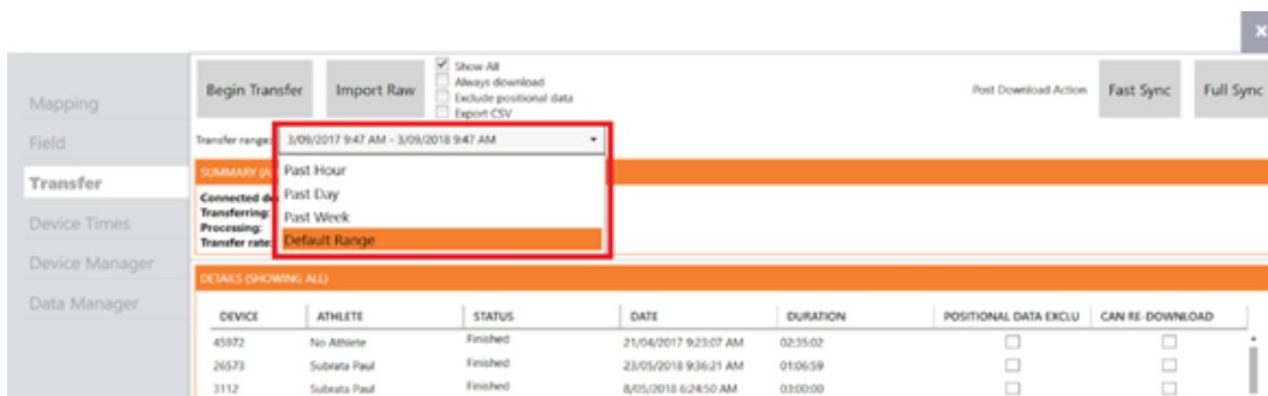 x
Mapping
Field
Transfer
Device Times
Device Manager
Data Manager
Begin Transfer
Import Raw
Show All
Always download
Exclude positional data
Export CSV
Post Download Action
Fast Sync
Full Sync
Transfer range: 3/09/2017 9:47 AM - 3/09/2018 9:47 AM
Past Hour
Past Day
Past Week
Default Range
SUMMARY (A
Connected de
Transferring:
Processing:
Transfer rate:
DETAILS (SHOWING ALL)
DEVICE ATHLETE STATUS DATE DURATION POSITIONAL DATA EXCLU CAN RE-DOWNLOAD
45972 No Athlete Finished 21/04/2017 9:23:07 AM 02:35:02
26573 Subrata Paul Finished 23/05/2018 9:36:21 AM 01:06:59
3112 Subrata Paul Finished 8/05/2018 6:24:50 AM 03:00:00